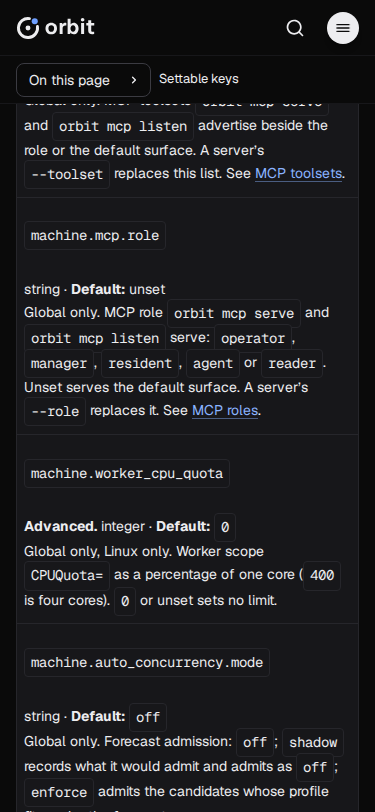 orbit
On this page
Settable keys
and orbit mcp listen advertise beside the
role or the default surface. A server's
--toolset replaces this list. See MCP toolsets.
machine.mcp.role
string · Default: unset
Global only. MCP role orbit mcp serve and
orbit mcp listen serve: operator,
manager, resident, agent or reader.
Unset serves the default surface. A server's
--role replaces it. See MCP roles.
machine.worker_cpu_quota
Advanced. integer · Default: 0
Global only, Linux only. Worker scope
CPUQuota= as a percentage of one core (400
is four cores). 0 or unset sets no limit.
machine.auto_concurrency.mode
string · Default: off
Global only. Forecast admission: off; shadow
records what it would admit and admits as off;
enforce admits the candidates whose profile